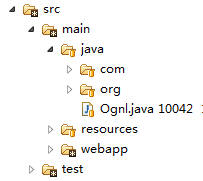 src
main
java
com
org
Ognl.java 10042
resources
webapp
test